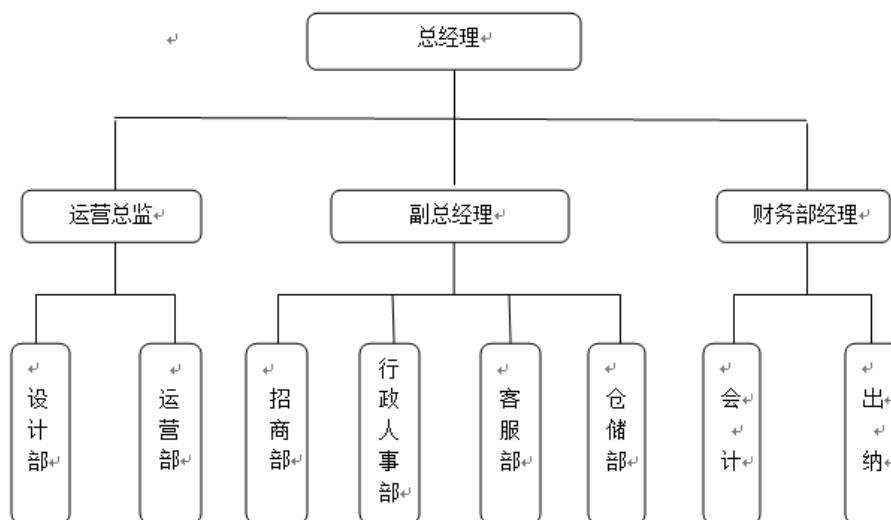 总经理
运营总监
副总经理
财务部经理
设计部
运营部
招商部
行政人事部
客服部
仓储部
会计
出纳